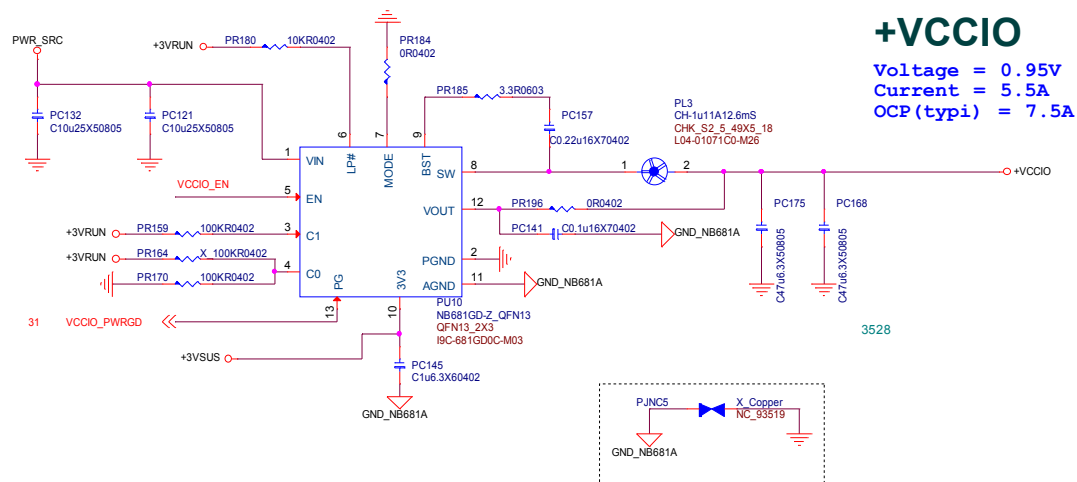 +VCCIO
Voltage = 0.95V
Current = 5.5A
OCP(typi) = 7.5A
PWR_SRC
+3VRUN
PR180
10KR0402
PR184
0R0402
PC132
C10u25X50805
PC121
C10u25X50805
PR185
3.3R0603
PC157
C0.22u16X70402
PL3
CH-1u11A12.6mS
CHK_S2_5_49X5_18
L04-01071C0-M26
6
7
9
1
VIN
LP#
MODE
BST
SW
8
1
2
+VCCIO
VCCIO_EN
5
EN
VOUT
12
PR196
0R0402
PC141
C0.1u16X70402
GND_NB681A
PC175
C47u6.3X50805
PC168
C47u6.3X50805
+3VRUN
PR159
100KR0402
3
C1
+3VRUN
PR164
X_100KR0402
4
C0
PR170
100KR0402
PGND
2
AGND
11
GND_NB681A
PG
3V3
13
10
PU10
NB681GD-Z_QFN13
QFN13_2X3
I9C-681GD0C-M03
31
VCCIO_PWRGD
3528
+3VSUS
PC145
C1u6.3X60402
GND_NB681A
PJNC5
X_Copper
NC_93519
GND_NB681A